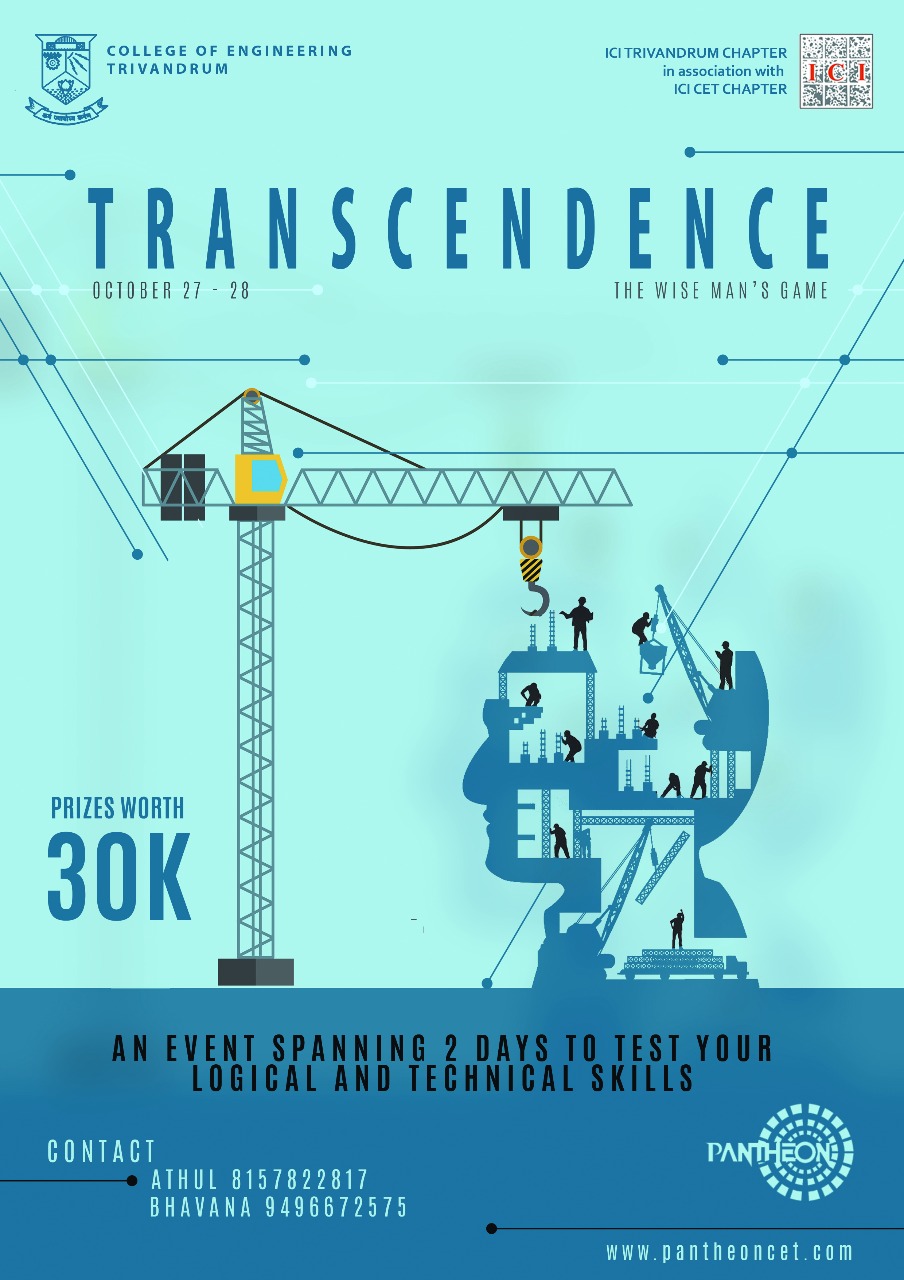 COLLEGE OF ENGINEERING
TRIVANDRUM
ICI TRIVANDRUM CHAPTER
in association with
ICI CET CHAPTER
ICI
TRANSCENDENCE
OCTOBER 27 - 28
THE WISE MAN'S GAME
PRIZES WORTH
30K
AN EVENT SPANNING 2 DAYS TO TEST YOUR
LOGICAL AND TECHNICAL SKILLS
CONTACT
ATHUL 8157822817
BHAVANA 9496672575
PANTHEON
www.pantheoncet.com